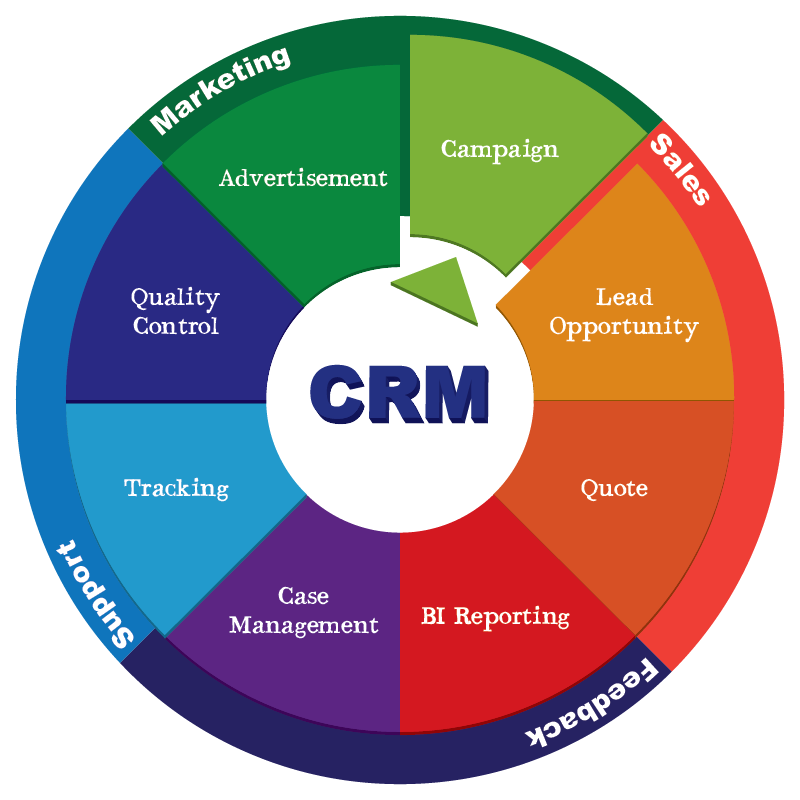 Marketing
Campaign
Sales
Advertisement
Quality
Control
Lead
Opportunity
CRM
Tracking
Quote
Support
Case
Management
BI Reporting
Feedback